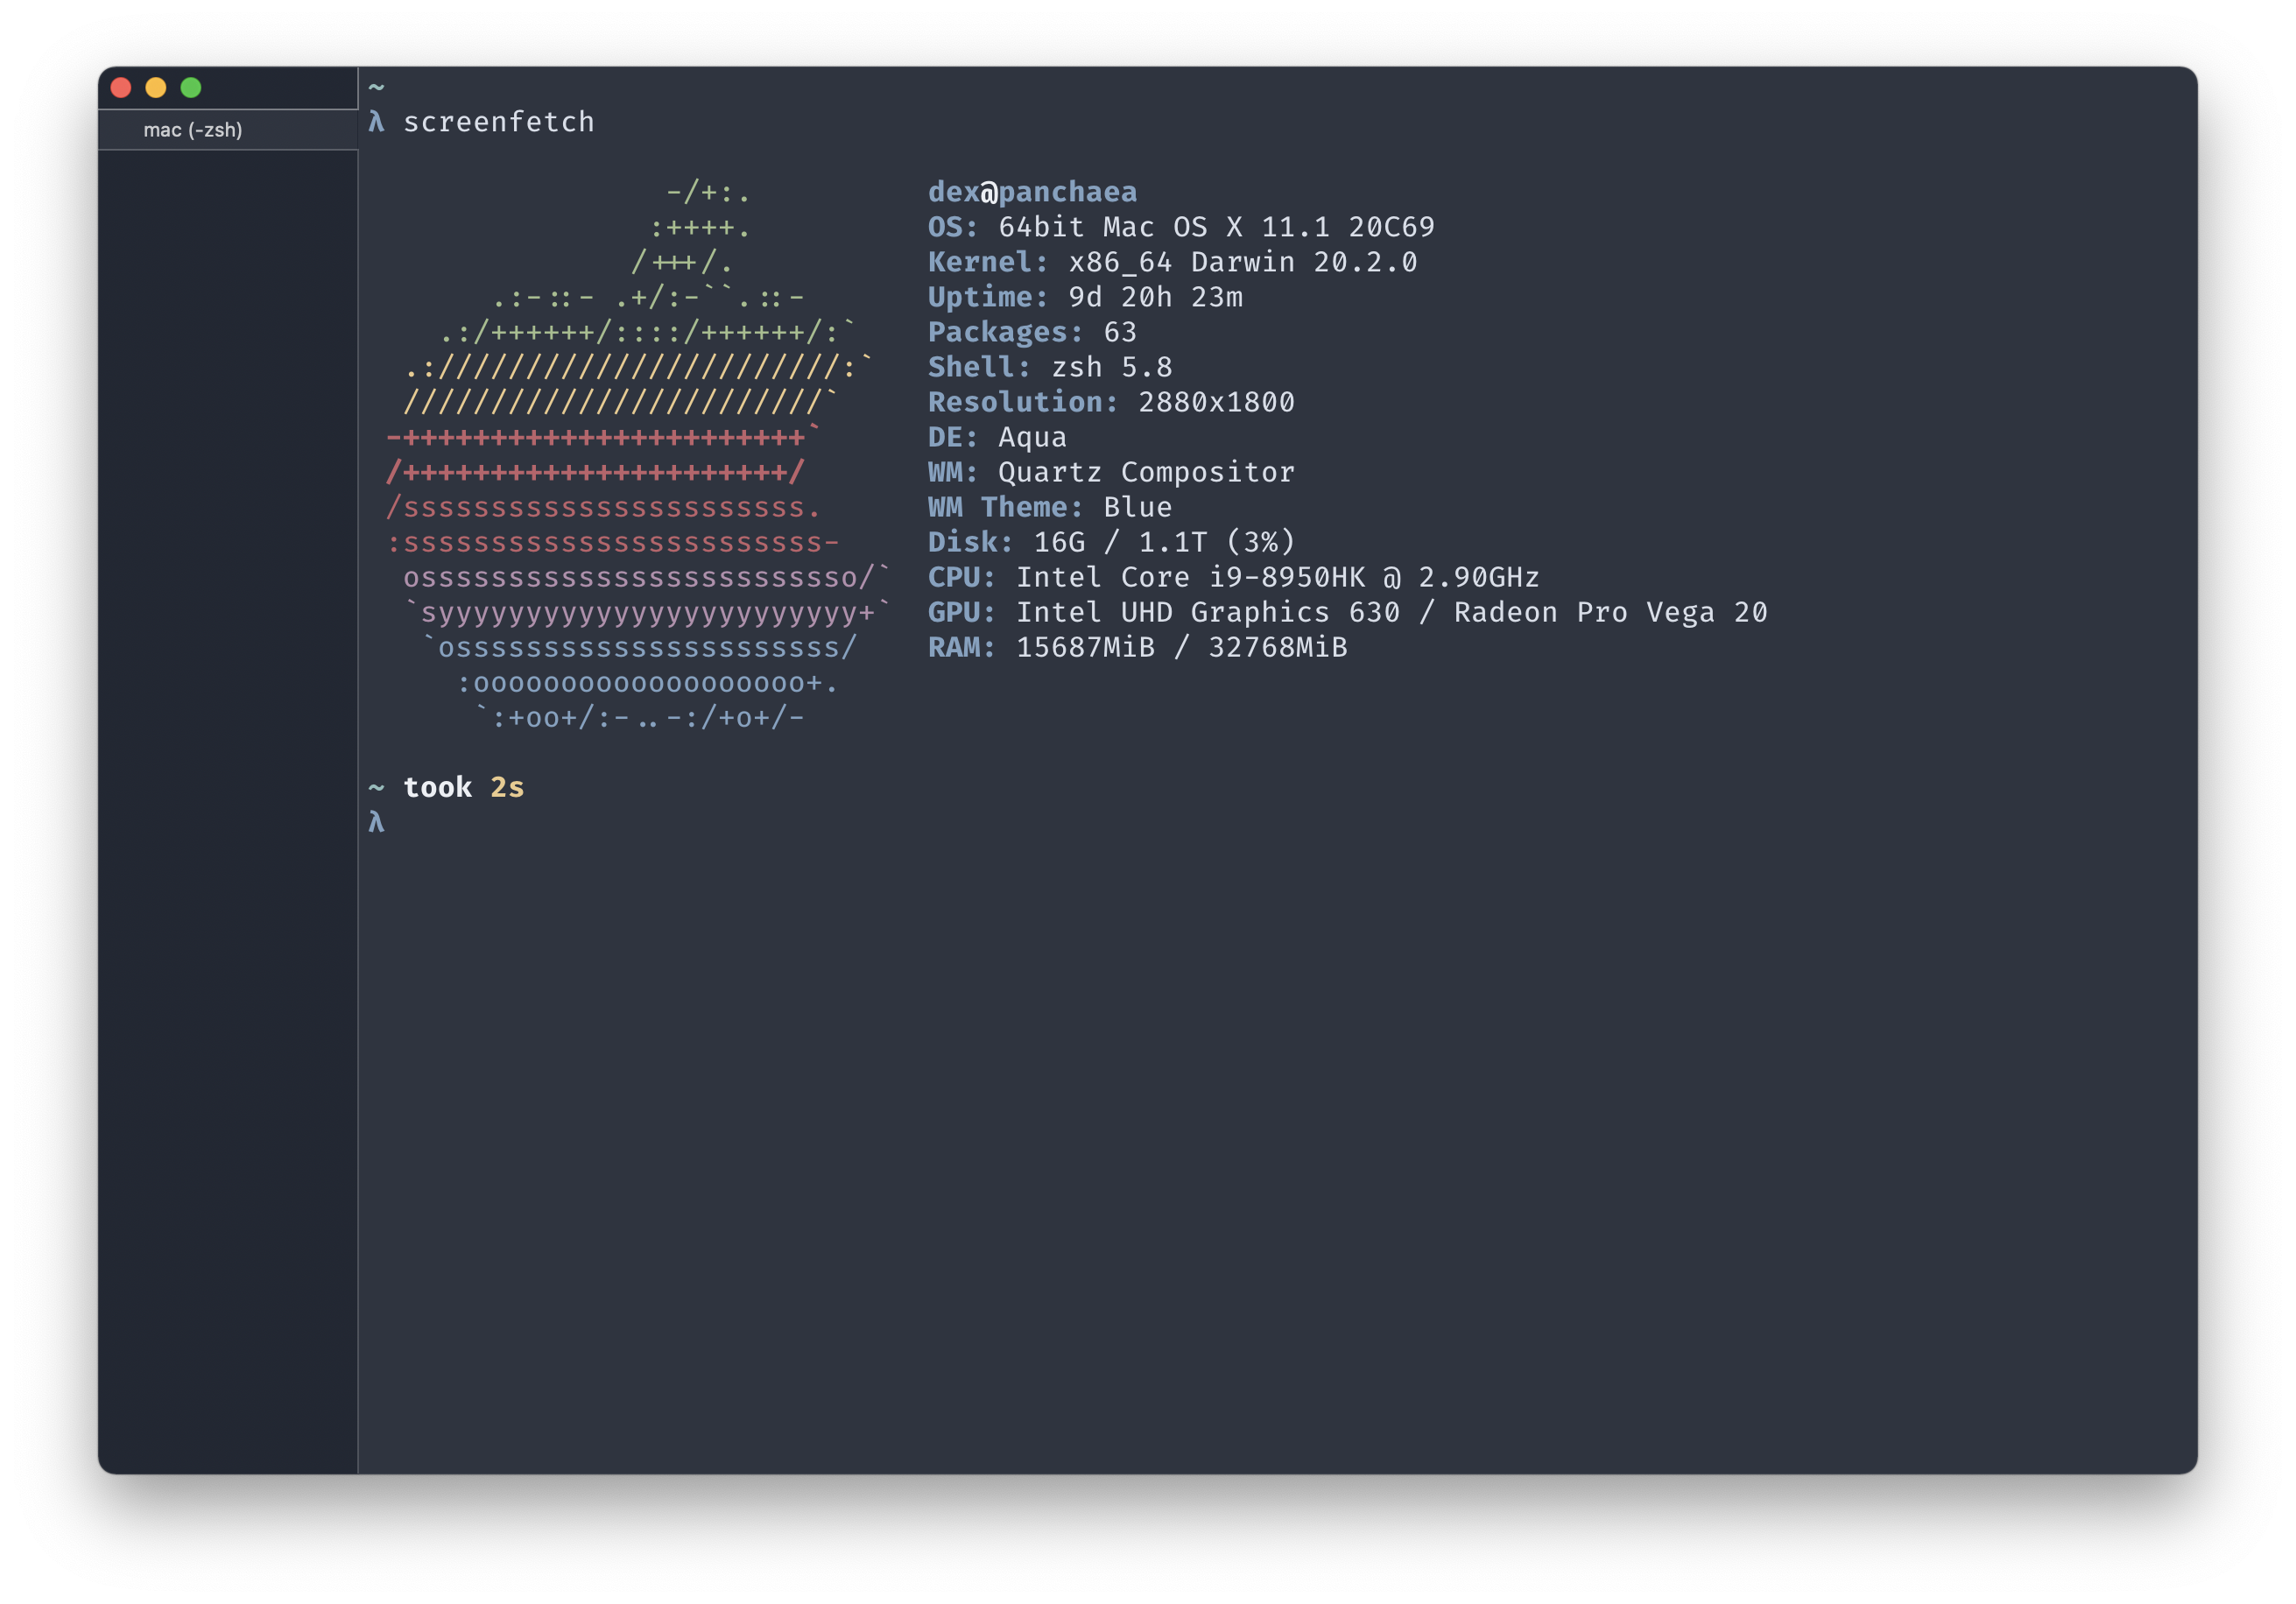 mac (-zsh)
~
λ screenfetch
                 -/+:.          dex@panchaea
                :++++.          OS: 64bit Mac OS X 11.1 20C69
               /+++/.           Kernel: x86_64 Darwin 20.2.0
       .:-::- .+/:-``.::-       Uptime: 9d 20h 23m
    .:/++++++/::::/++++++/:`    Packages: 63
  .:///////////////////////:`   Shell: zsh 5.8
  ////////////////////////`     Resolution: 2880x1800
 -+++++++++++++++++++++++`      DE: Aqua
 /++++++++++++++++++++++/       WM: Quartz Compositor
 /sssssssssssssssssssssss.      WM Theme: Blue
 :ssssssssssssssssssssssss-     Disk: 16G / 1.1T (3%)
  osssssssssssssssssssssssso/`  CPU: Intel Core i9-8950HK @ 2.90GHz
  `syyyyyyyyyyyyyyyyyyyyyyyy+`  GPU: Intel UHD Graphics 630 / Radeon Pro Vega 20
   `ossssssssssssssssssssss/    RAM: 15687MiB / 32768MiB
     :ooooooooooooooooooo+.
      `:+oo+/:-..-:/+o+/-
~ took 2s
λ